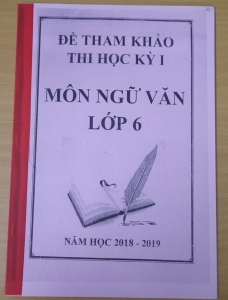 ĐỀ THAM KHẢO
THI HỌC KỲ I
MÔN NGỮ VĂN
LỚP 6
NĂM HỌC 2018 - 2019